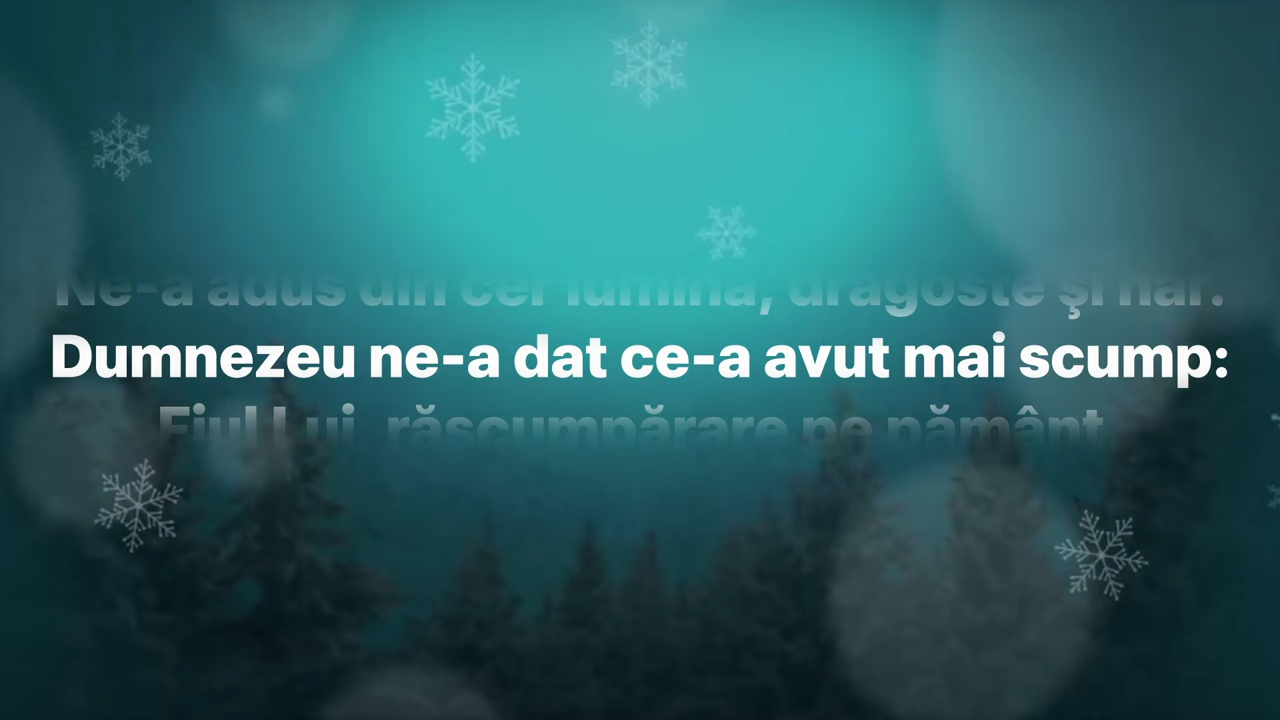 Ne-a adus din cer lumina, dragoste şi har.
Dumnezeu ne-a dat ce-a avut mai scump:
Fiul Lui, răscumpărare pe pământ